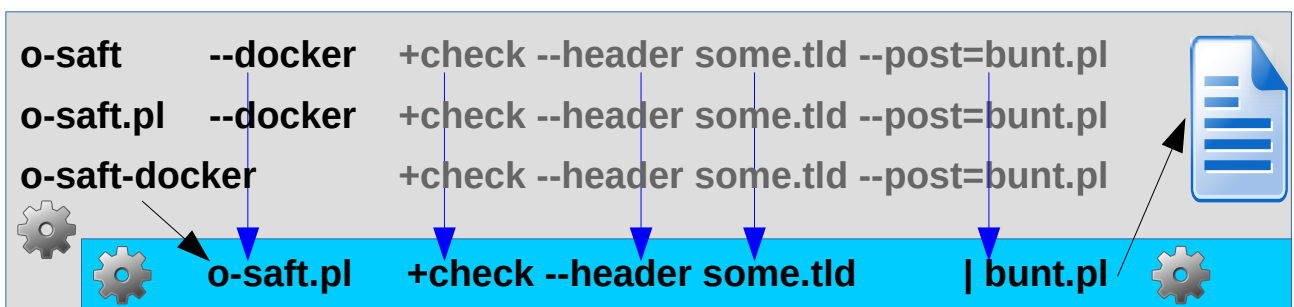 o-saft --docker +check --header some.tld --post=bunt.pl
o-saft.pl --docker +check --header some.tld --post=bunt.pl
o-saft-docker +check --header some.tld --post=bunt.pl
o-saft.pl +check --header some.tld | bunt.pl